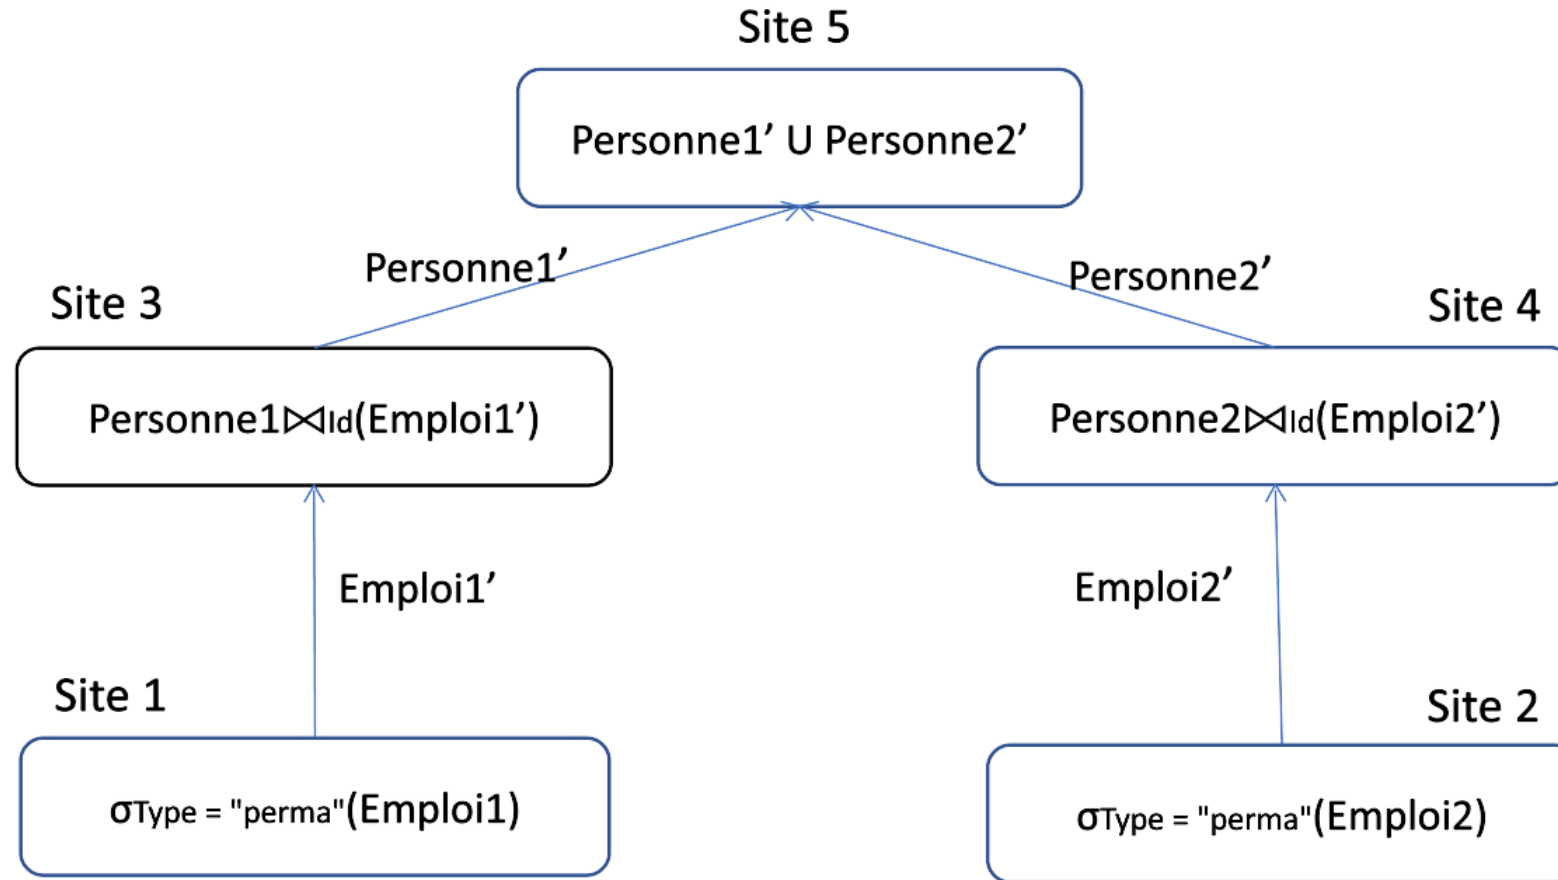 Site 5
Personne1’ U Personne2’
Personne1’
Personne2’
Site 3
Site 4
Personne1⋈Id(Emploi1’)
Personne2⋈Id(Emploi2’)
Emploi1’
Emploi2’
Site 1
Site 2
σType = "perma"(Emploi1)
σType = "perma"(Emploi2)